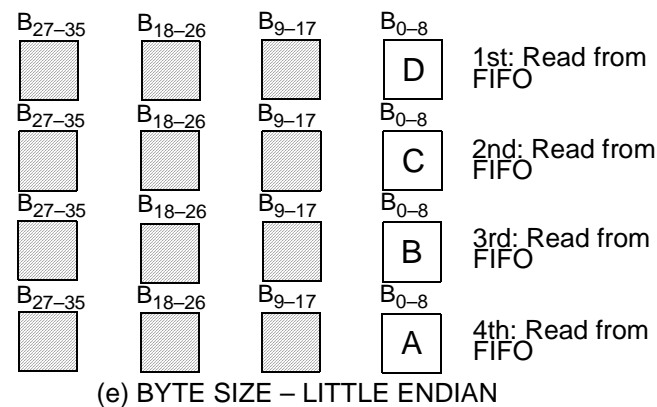 B27–35 B18–26 B9–17 B0–8
D 1st: Read from
FIFO
B27–35 B18–26 B9–17 B0–8
C 2nd: Read from
FIFO
B27–35 B18–26 B9–17 B0–8
B 3rd: Read from
FIFO
B27–35 B18–26 B9–17 B0–8
A 4th: Read from
FIFO
(e) BYTE SIZE – LITTLE ENDIAN